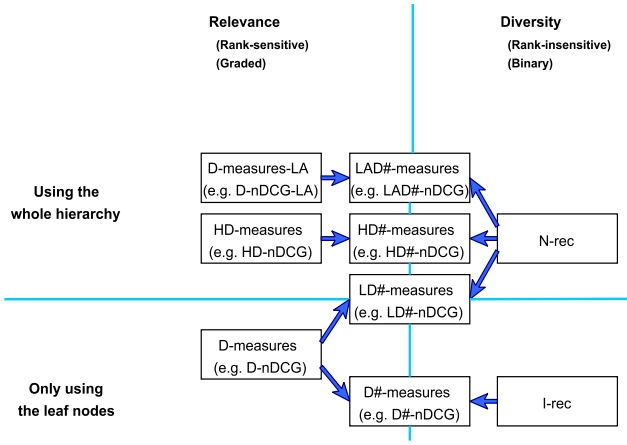 Relevance
(Rank-sensitive)
(Graded)
Diversity
(Rank-insensitive)
(Binary)
Using the
whole hierarchy
D-measures-LA
(e.g. D-nDCG-LA)
LAD#-measures
(e.g. LAD#-nDCG)
HD-measures
(e.g. HD-nDCG)
HD#-measures
(e.g. HD#-nDCG)
N-rec
LD#-measures
(e.g. LD#-nDCG)
D-measures
(e.g. D-nDCG)
Only using
the leaf nodes
D#-measures
(e.g. D#-nDCG)
I-rec